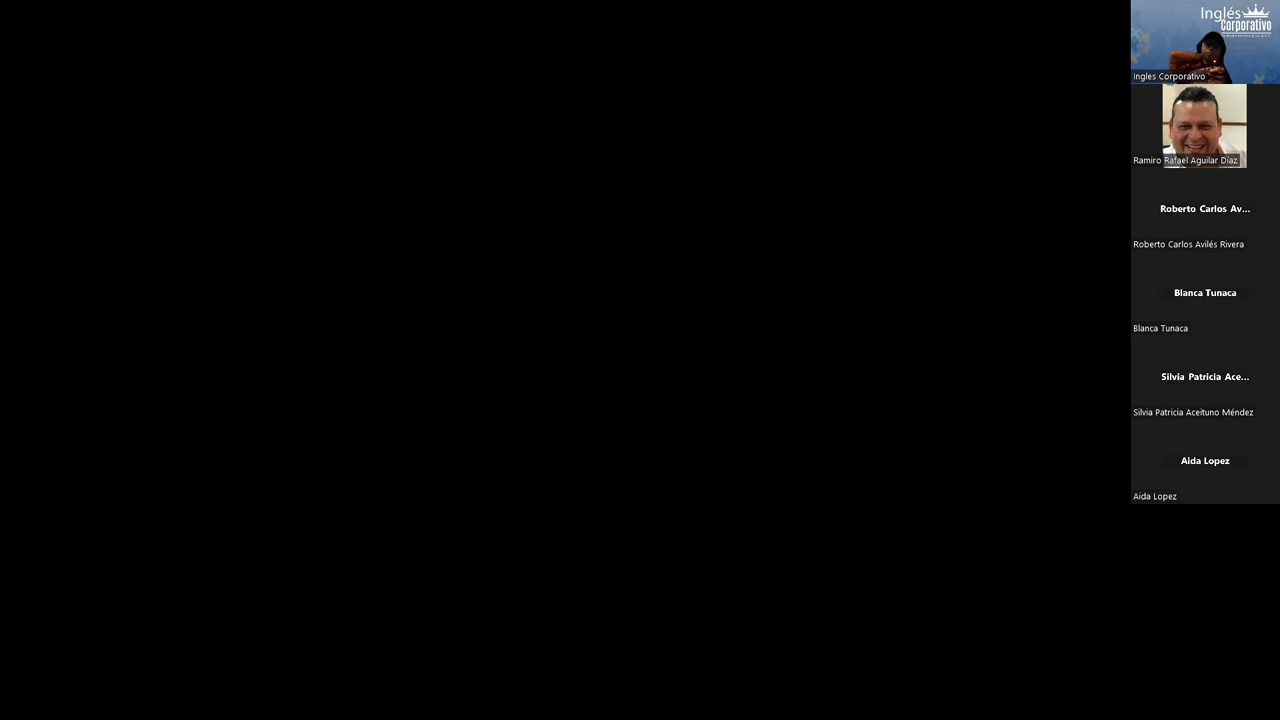 Inglés
Corporativo
Ingles Corporativo
Ramiro Rafael Aguilar Díaz
Roberto Carlos Av...
Roberto Carlos Avilés Rivera
Blanca Tunaca
Blanca Tunaca
Silvia Patricia Ace...
Silvia Patricia Aceituno Méndez
Aida Lopez
Aida Lopez